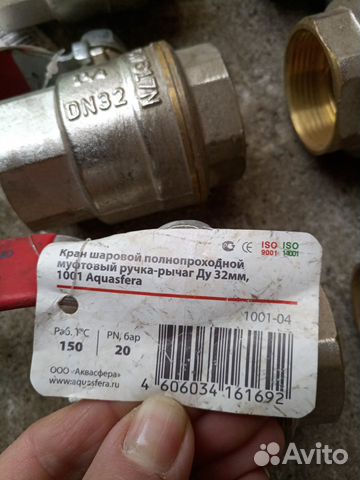 DN32
Кран шаровой полнопроходной
муфтовый ручка-рычаг Ду 32мм,
1001 Aquasfera
ISO 9001
ISO 14001
1001-04
Раб. t°C
PN, бар
150
20
ООО «Аквасфера»
www.aquasfera.ru
4 606034 161692
Avito